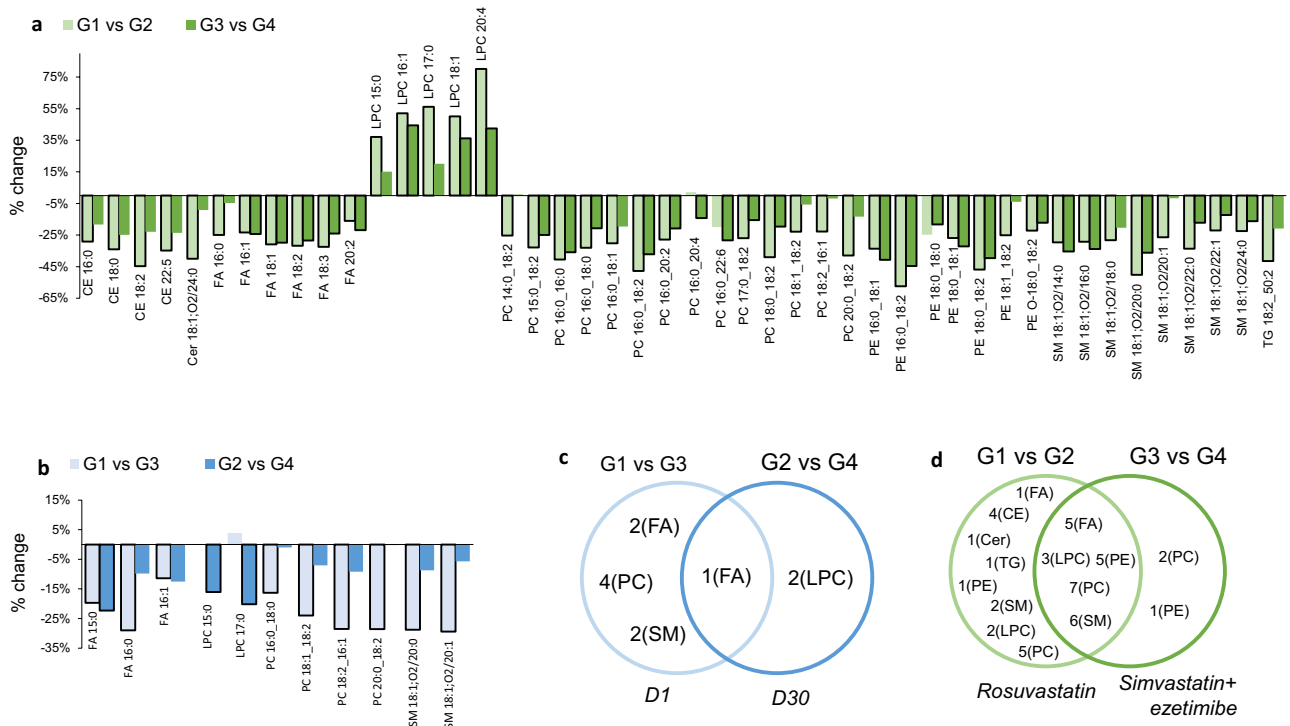 a
G1 vs G2
G3 vs G4
% change
75%
55%
35%
15%
-5%
-25%
-45%
-65%
CE 16:0
CE 18:0
CE 18:2
CE 22:5
Cer 18:1;O2/24:0
FA 16:0
FA 16:1
FA 18:1
FA 18:2
FA 18:3
FA 20:2
LPC 15:0
LPC 16:1
LPC 17:0
LPC 18:1
LPC 20:4
PC 14:0_18:2
PC 15:0_18:2
PC 16:0_16:0
PC 16:0_18:0
PC 16:0_18:1
PC 16:0_18:2
PC 16:0_20:2
PC 16:0_20:4
PC 16:0_22:6
PC 17:0_18:2
PC 18:0_18:2
PC 18:1_18:2
PC 18:2_16:1
PC 20:0_18:2
PE 16:0_18:1
PE 16:0_18:2
PE 18:0_18:0
PE 18:0_18:1
PE 18:0_18:2
PE 18:1_18:2
PE O-18:0_18:2
SM 18:1;O2/14:0
SM 18:1;O2/16:0
SM 18:1;O2/18:0
SM 18:1;O2/20:0
SM 18:1;O2/20:1
SM 18:1;O2/22:0
SM 18:1;O2/22:1
SM 18:1;O2/24:0
TG 18:2_50:2
b
G1 vs G3
G2 vs G4
% change
15%
5%
-5%
-15%
-25%
-35%
FA 15:0
FA 16:0
FA 16:1
LPC 15:0
LPC 17:0
PC 16:0_18:0
PC 18:1_18:2
PC 18:2_16:1
PC 20:0_18:2
SM 18:1;O2/20:0
SM 18:1;O2/20:1
c
G1 vs G3
G2 vs G4
2(FA)
4(PC)
2(SM)
1(FA)
2(LPC)
D1
D30
d
G1 vs G2
G3 vs G4
1(FA)
4(CE)
1(Cer)
1(TG)
1(PE)
2(SM)
2(LPC)
5(PC)
5(FA)
3(LPC) 5(PE)
7(PC)
6(SM)
2(PC)
1(PE)
Rosuvastatin
Simvastatin+
ezetimibe